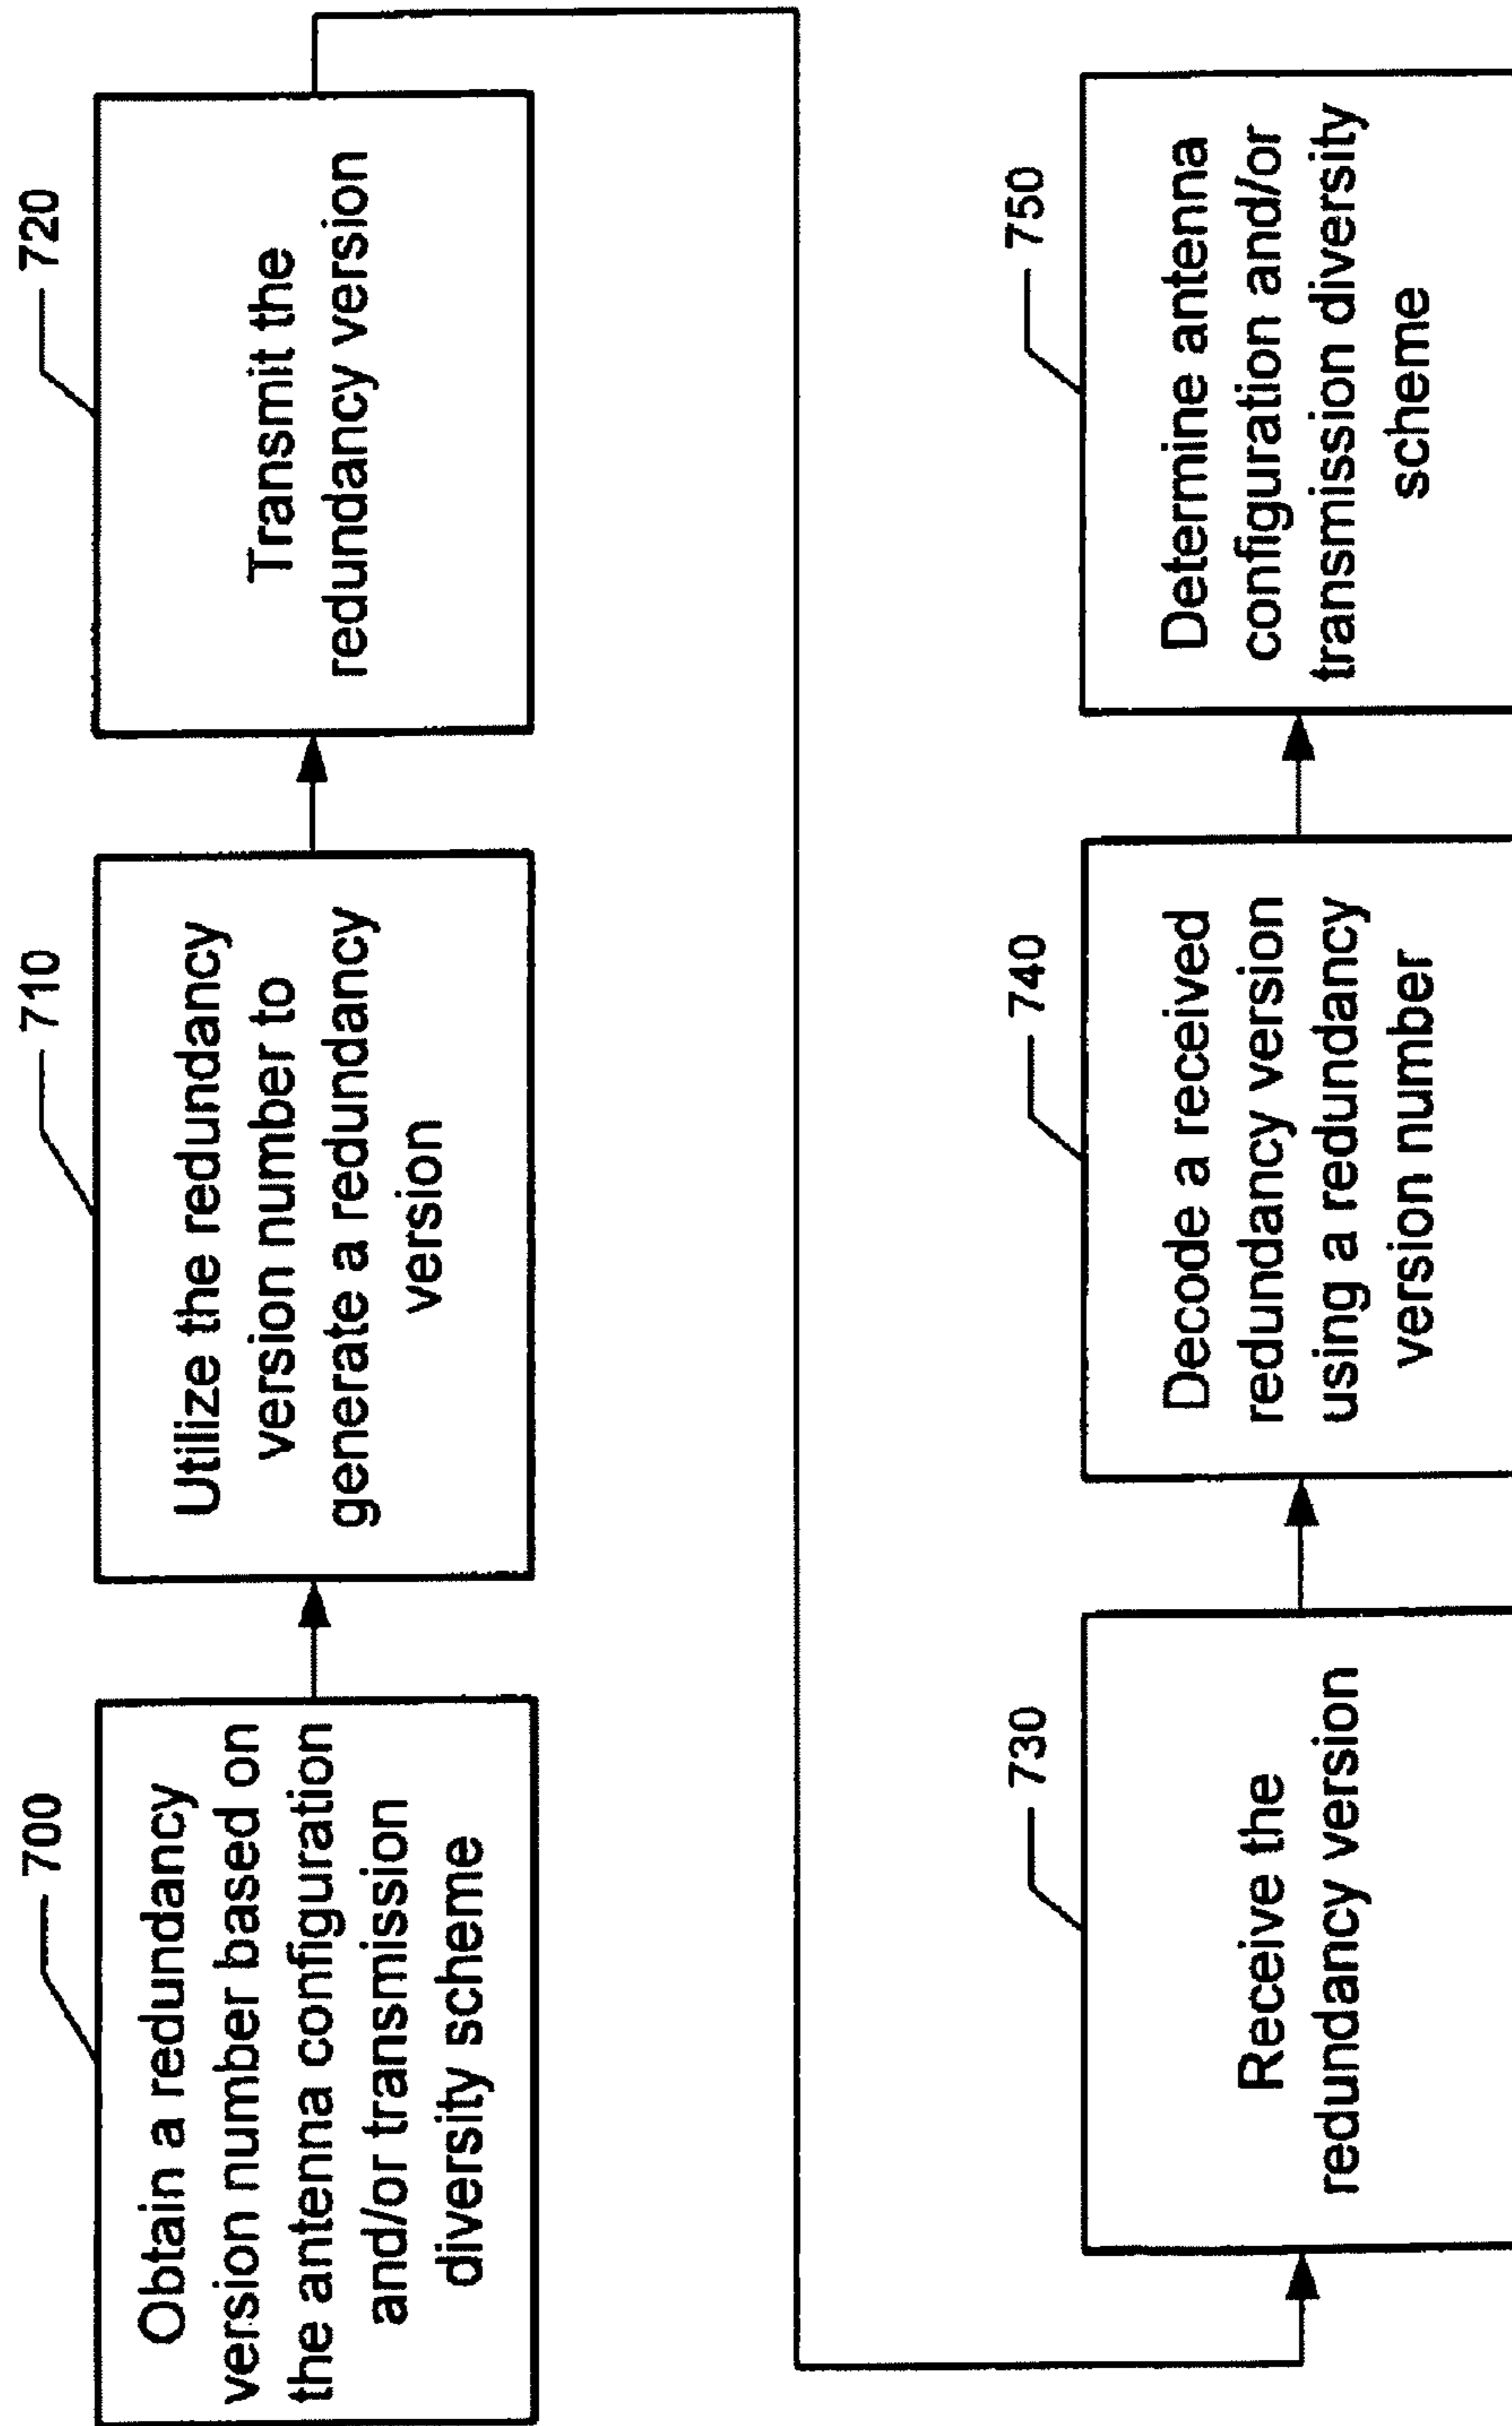 700
Obtain a redundancy
version number based on
the antenna configuration
and/or transmission
diversity scheme
710
Utilize the redundancy
version number to
generate a redundancy
version
720
Transmit the
redundancy version
730
Receive the
redundancy version
740
Decode a received
redundancy version
using a redundancy
version number
750
Determine antenna
configuration and/or
transmission diversity
scheme